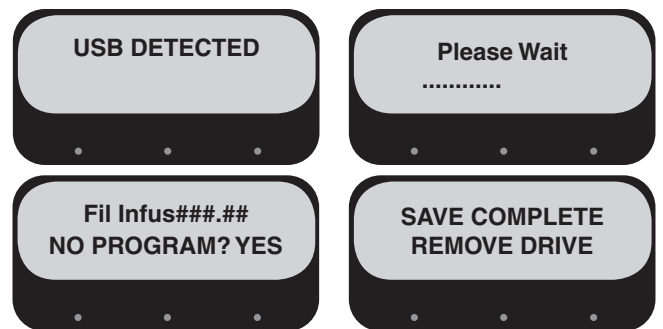 USB DETECTED
Please Wait
............
Fil Infus###.##
NO PROGRAM? YES
SAVE COMPLETE
REMOVE DRIVE